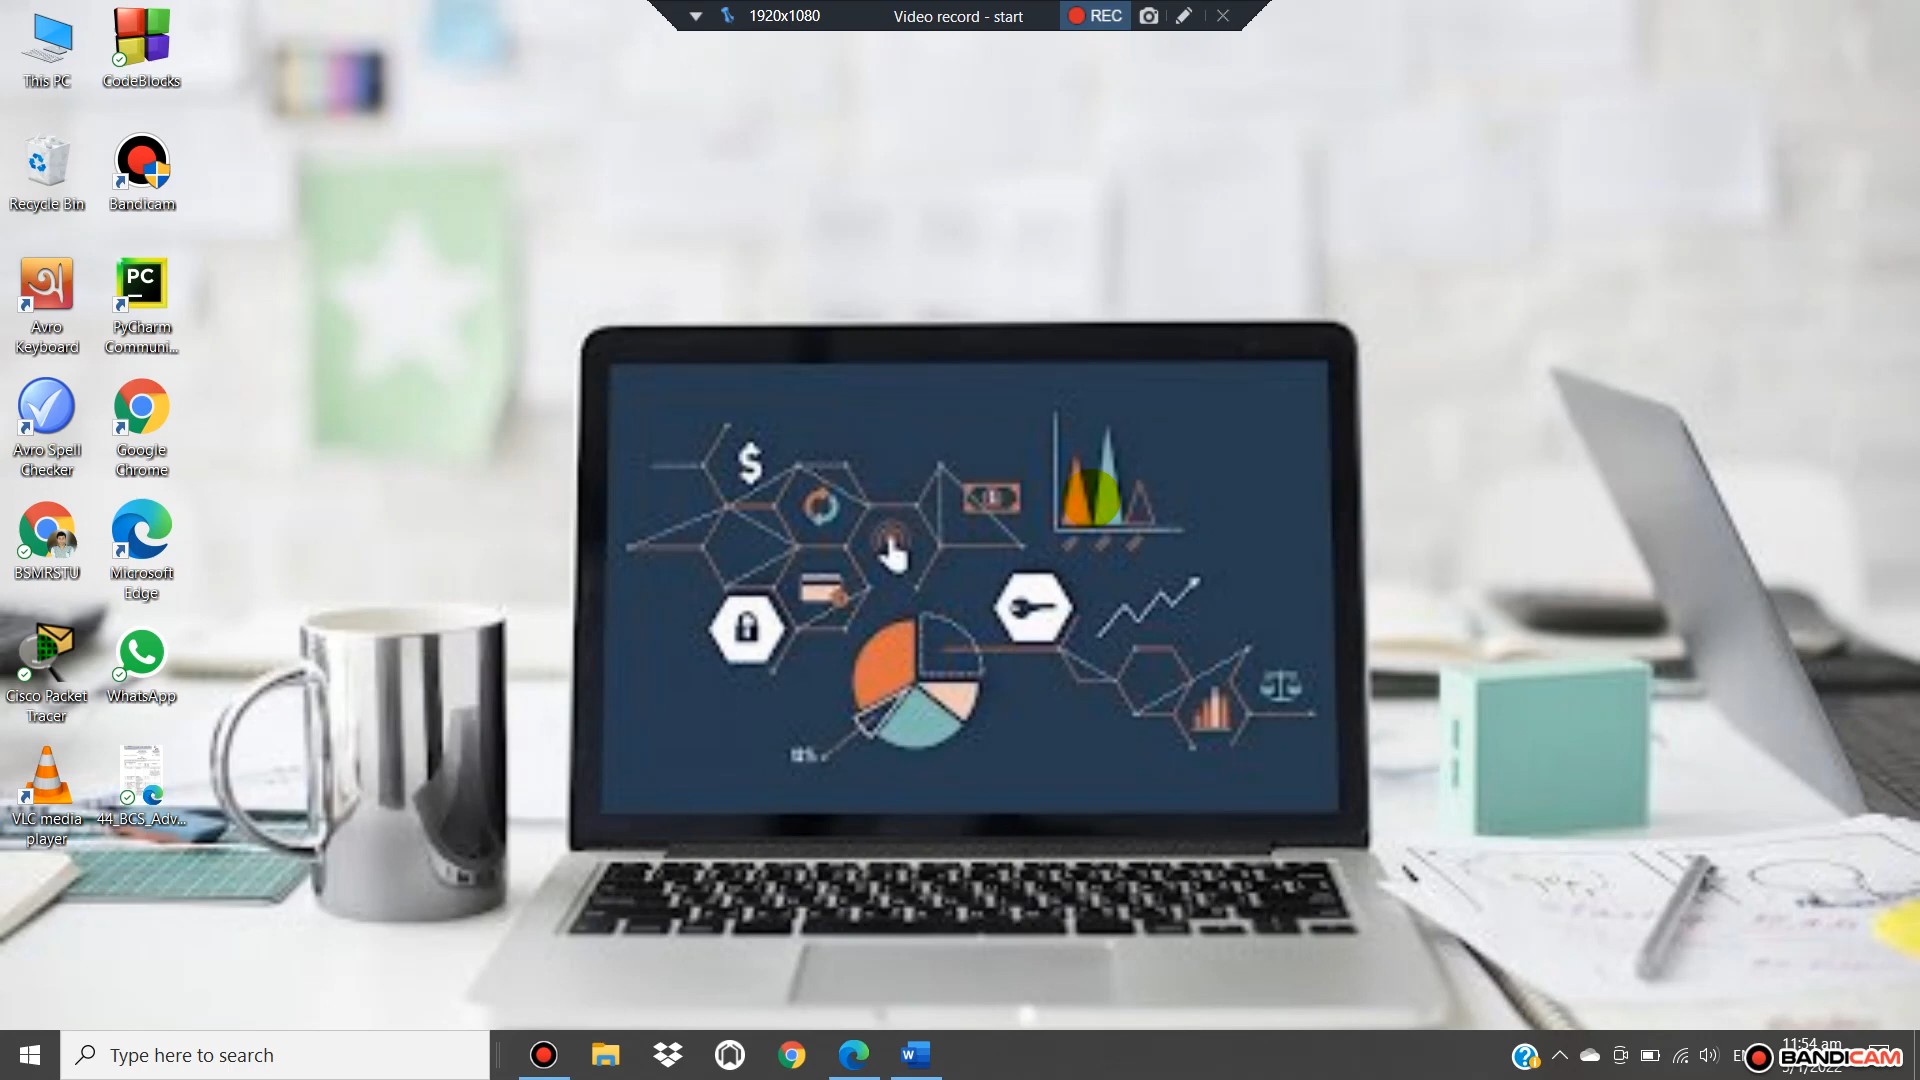 1920x1080
Video record - start
REC
This PC
CodeBlocks
Recycle Bin
Bandicam
Avro
Keyboard
PC
PyCharm
Communi...
Avro Spell
Checker
Google
Chrome
BSMRSTU
Microsoft
Edge
Cisco Packet
Tracer
WhatsApp
VLC media
player
44_BCS_Adv...
Type here to search
11:54 am
BANDICAM